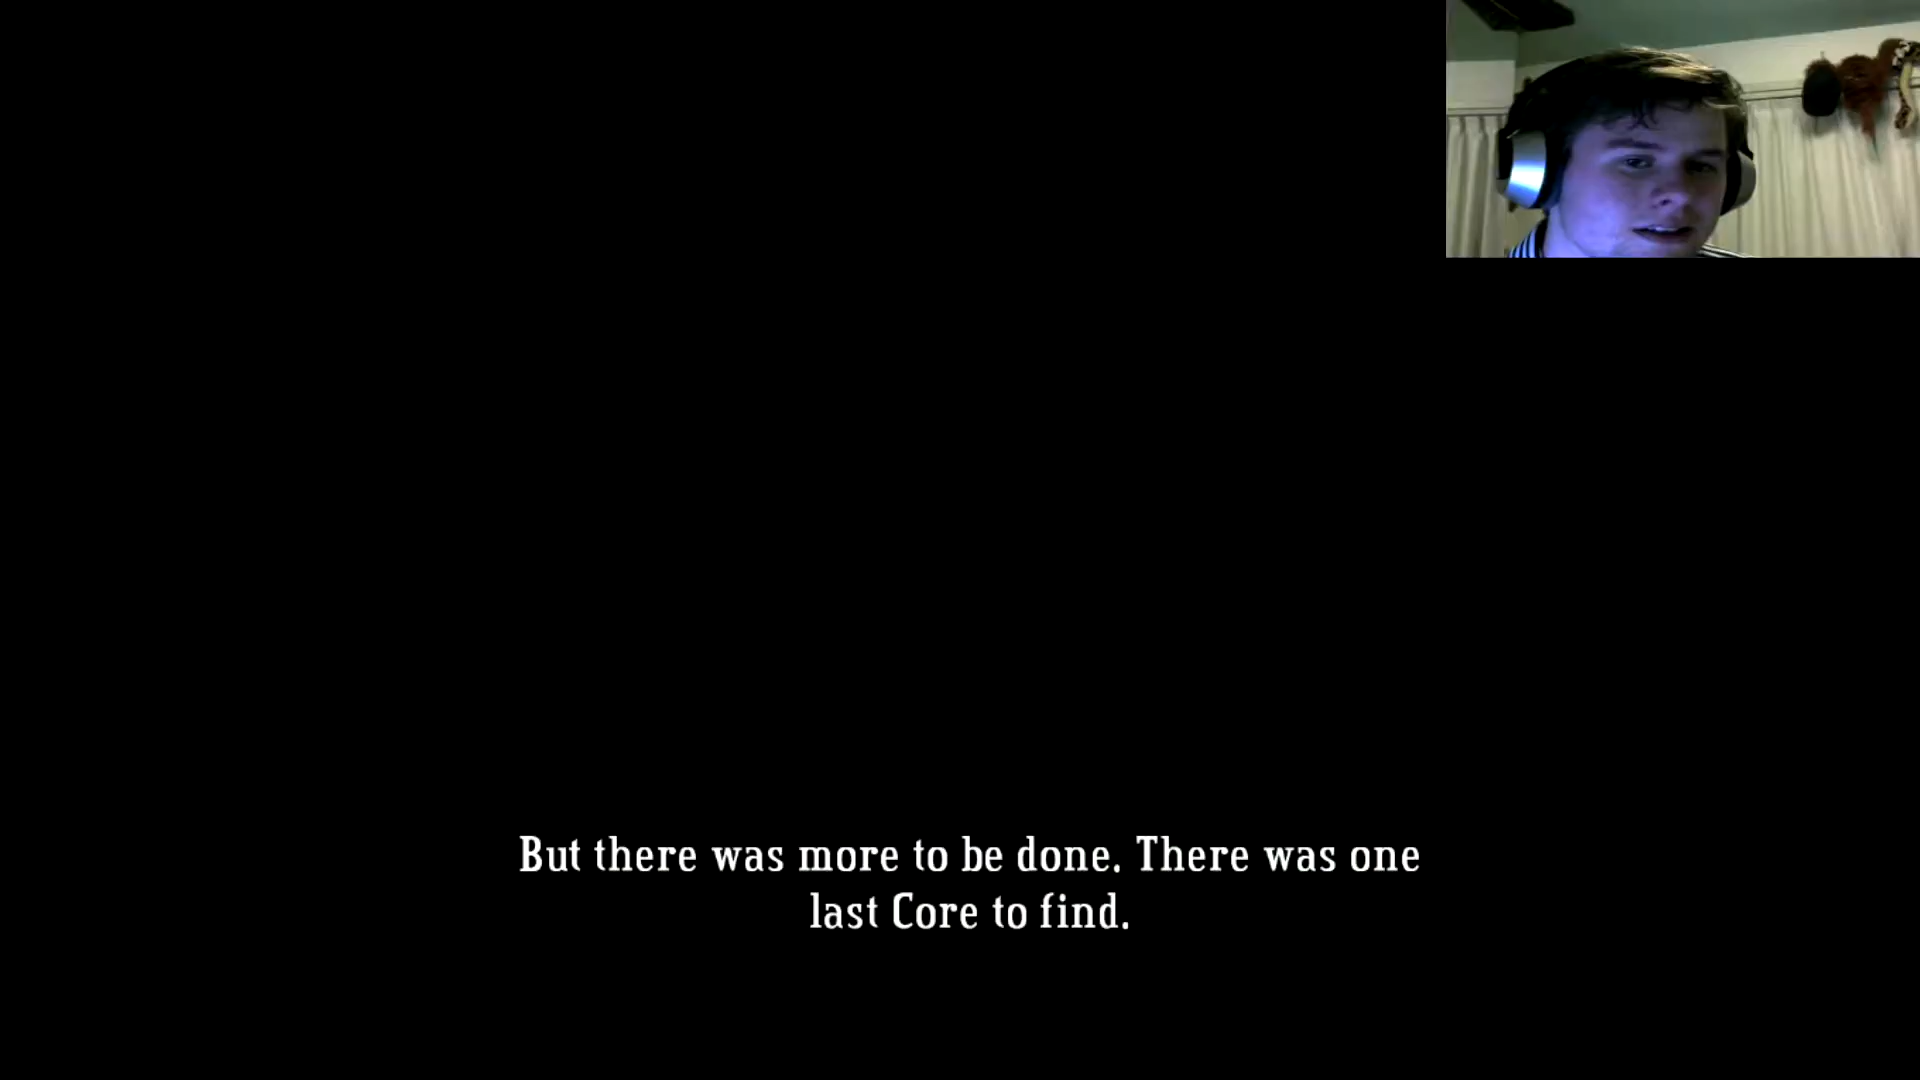 But there was more to be done. There was one
last Core to find.